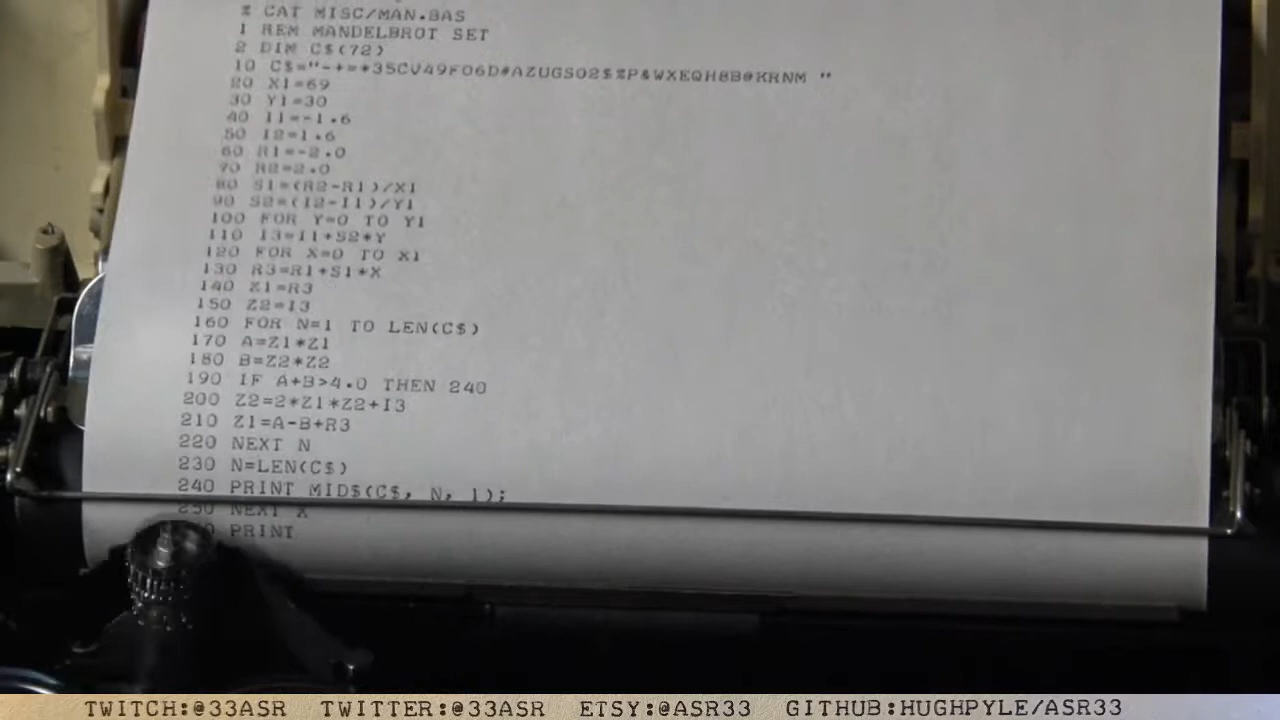 % CAT MISC/MAN.BAS
1 REM MANDELBROT SET
2 DIM C$(72)
10 C$="-+=*35CV49FO6D#AZUGSO2$%P&WXEQH8B@KRNM "
20 X1=69
30 Y1=30
40 I1=-1.6
50 I2=1.6
60 R1=-2.0
70 R2=2.0
80 S1=(R2-R1)/X1
90 S2=(I2-I1)/Y1
100 FOR Y=0 TO Y1
110 I3=I1+S2*Y
120 FOR X=0 TO X1
130 R3=R1+S1*X
140 Z1=R3
150 Z2=I3
160 FOR N=1 TO LEN(C$)
170 A=Z1*Z1
180 B=Z2*Z2
190 IF A+B>4.0 THEN 240
200 Z2=2*Z1*Z2+I3
210 Z1=A-B+R3
220 NEXT N
230 N=LEN(C$)
240 PRINT MID$(C$, N, 1);
250 NEXT X
PRINT
TWITCH:@33ASR TWITTER:@33ASR ETSY:@ASR33 GITHUB:HUGHPYLE/ASR33